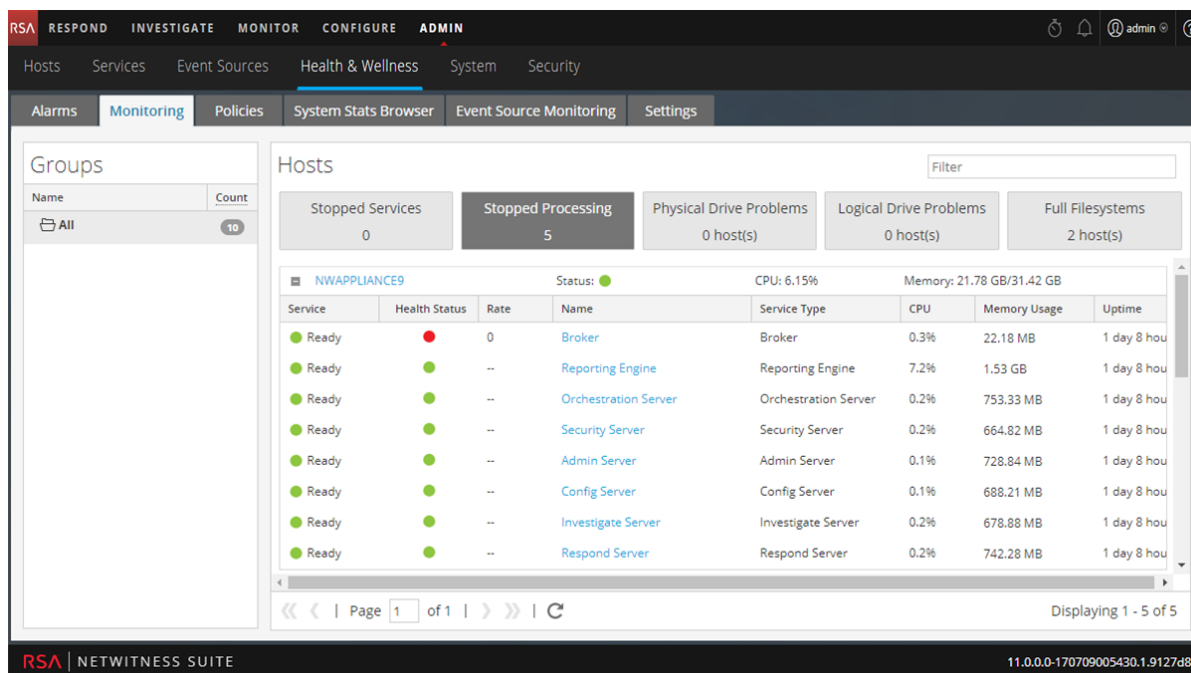 RSA RESPOND INVESTIGATE MONITOR CONFIGURE ADMIN admin
Hosts Services Event Sources Health & Wellness System Security
Alarms Monitoring Policies System Stats Browser Event Source Monitoring Settings
Groups
Name Count
All 10
Hosts
Filter
Stopped Services Stopped Processing Physical Drive Problems Logical Drive Problems Full Filesystems
0 5 0 host(s) 0 host(s) 2 host(s)
NWAPPLIANCE9 Status: CPU: 6.15% Memory: 21.78 GB/31.42 GB
Service Health Status Rate Name Service Type CPU Memory Usage Uptime
Ready 0 Broker Broker 0.3% 22.18 MB 1 day 8 hou
Ready -- Reporting Engine Reporting Engine 7.2% 1.53 GB 1 day 8 hou
Ready -- Orchestration Server Orchestration Server 0.2% 753.33 MB 1 day 8 hou
Ready -- Security Server Security Server 0.2% 664.82 MB 1 day 8 hou
Ready -- Admin Server Admin Server 0.1% 728.84 MB 1 day 8 hou
Ready -- Config Server Config Server 0.1% 688.21 MB 1 day 8 hou
Ready -- Investigate Server Investigate Server 0.2% 678.88 MB 1 day 8 hou
Ready -- Respond Server Respond Server 0.2% 742.28 MB 1 day 8 hou
Page 1 of 1 Displaying 1 - 5 of 5
RSA NETWITNESS SUITE 11.0.0.0-170709005430.1.9127d8